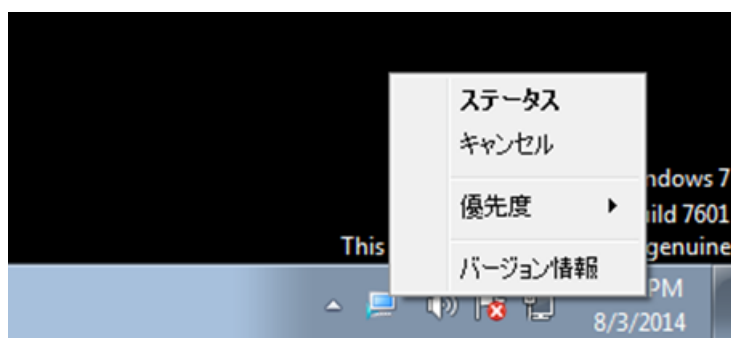 ステータス
キャンセル
優先度
バージョン情報
ndows 7
ild 7601
This
genuine
PM
8/3/2014